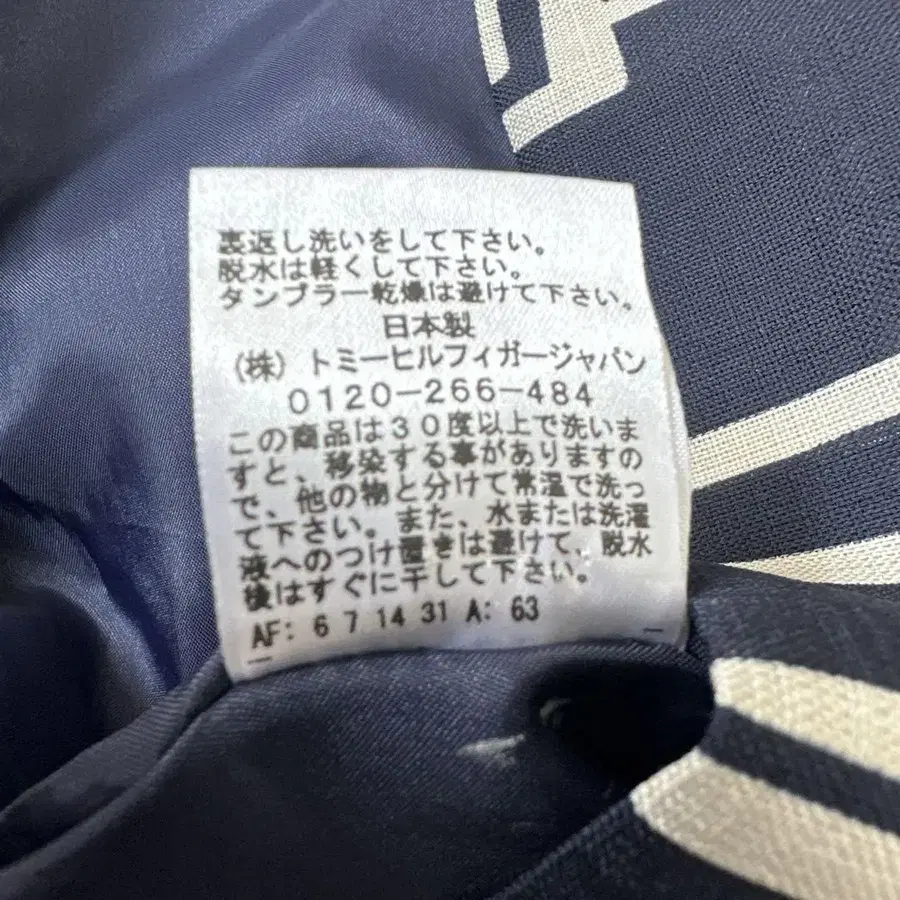 裏返し洗いをして下さい。
脱水は軽くして下さい。
タンブラー乾燥は避けて下さい。
日本製
(株)トミーヒルフィガージャパン
0120-266-484
この商品は30度以上で洗いま
すと、移染する事がありますの
で、他の物と分けて常温で洗っ
て下さい。また、水または洗濯
液へのつけ置きは避けて、脱水
後はすぐに干して下さい。
AF: 6 7 14 31 A: 63